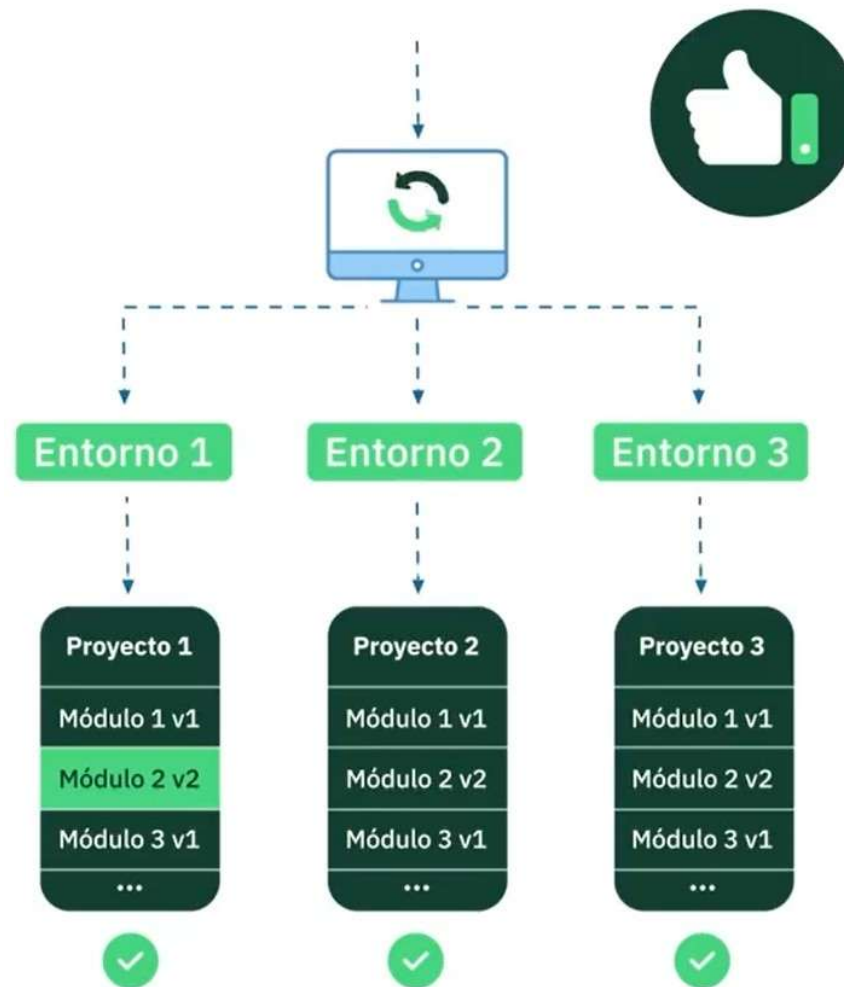 Entorno 1
Entorno 2
Entorno 3
Proyecto 1
Módulo 1 v1
Módulo 2 v2
Módulo 3 v1
...
Proyecto 2
Módulo 1 v1
Módulo 2 v2
Módulo 3 v1
...
Proyecto 3
Módulo 1 v1
Módulo 2 v2
Módulo 3 v1
...